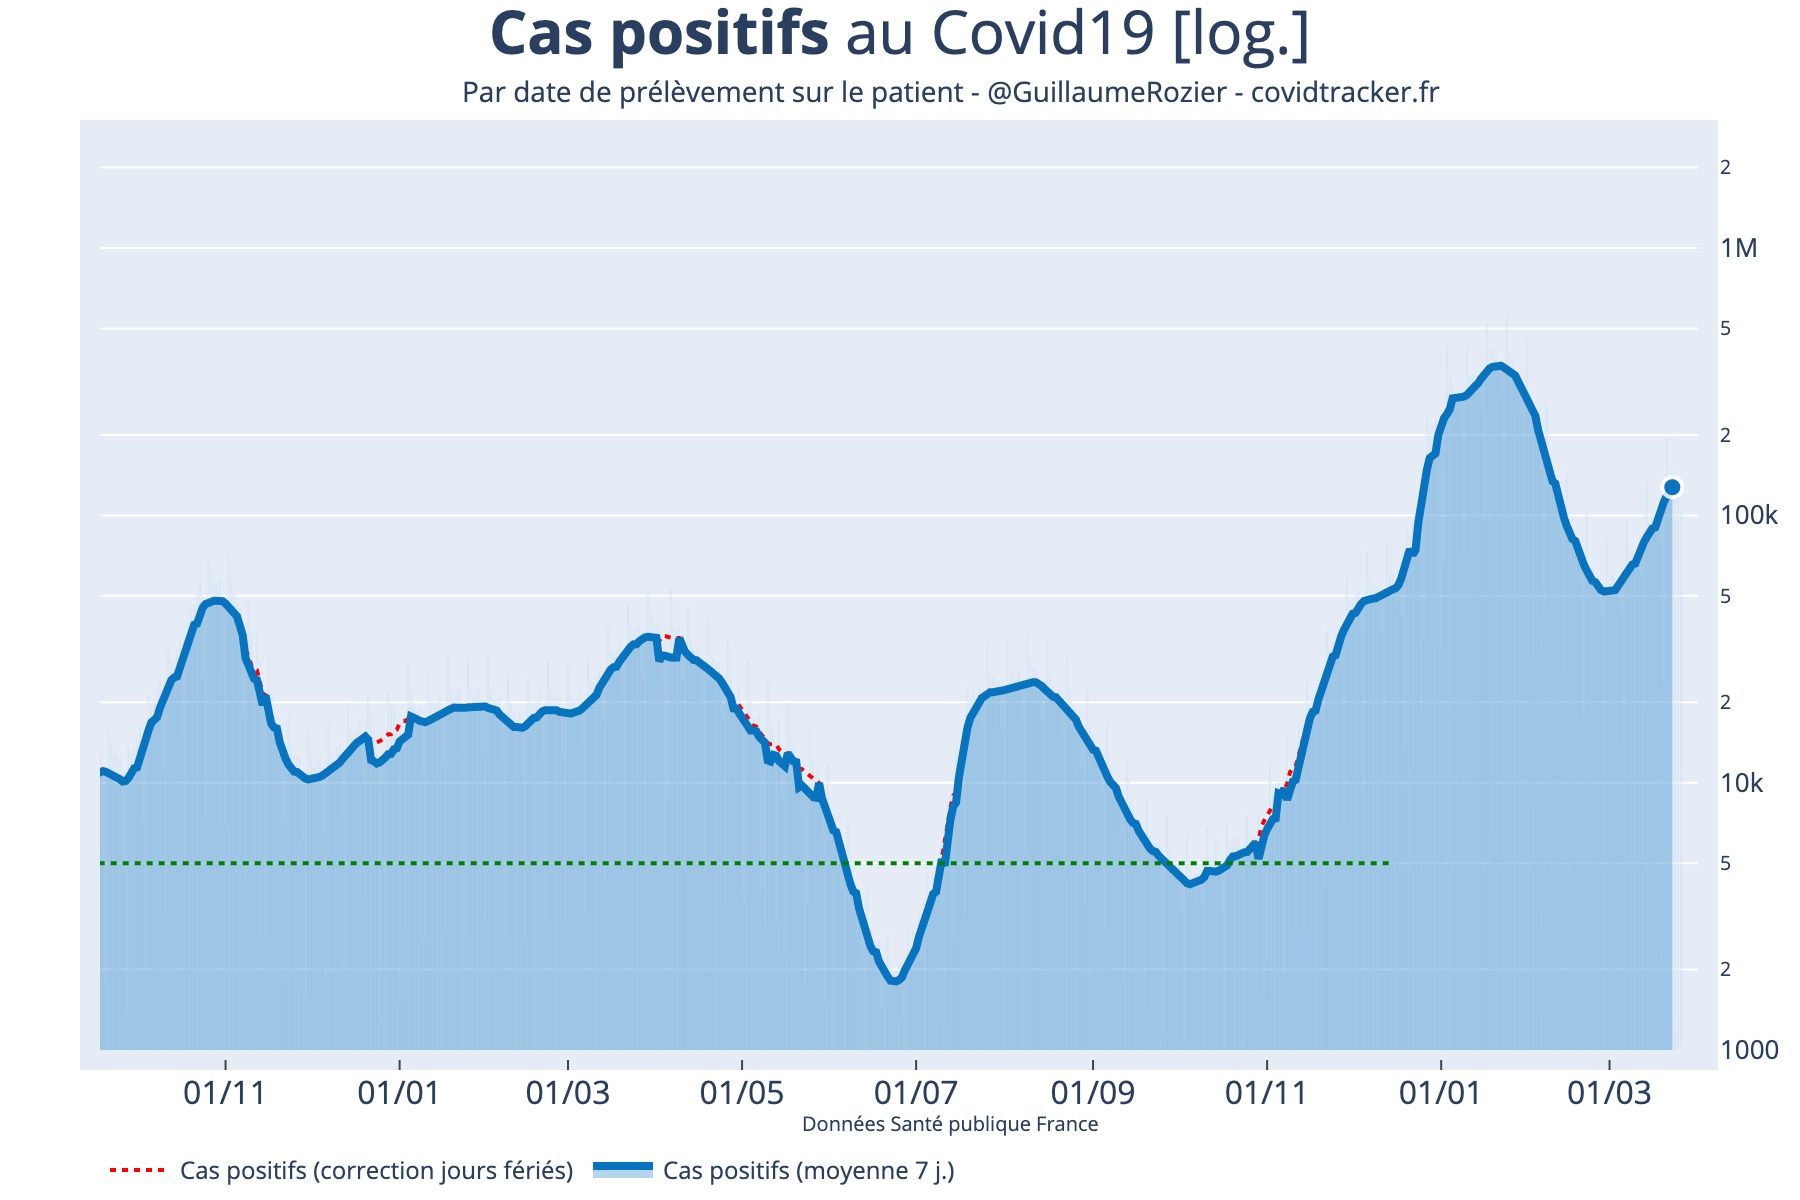 Cas positifs au Covid19 [log.]
Par date de prélèvement sur le patient - @GuillaumeRozier - covidtracker.fr
2
1M
5
2
100k
5
2
10k
5
2
1000
01/11 01/01 01/03 01/05 01/07 01/09 01/11 01/01 01/03
Données Santé publique France
Cas positifs (correction jours fériés) Cas positifs (moyenne 7 j.)